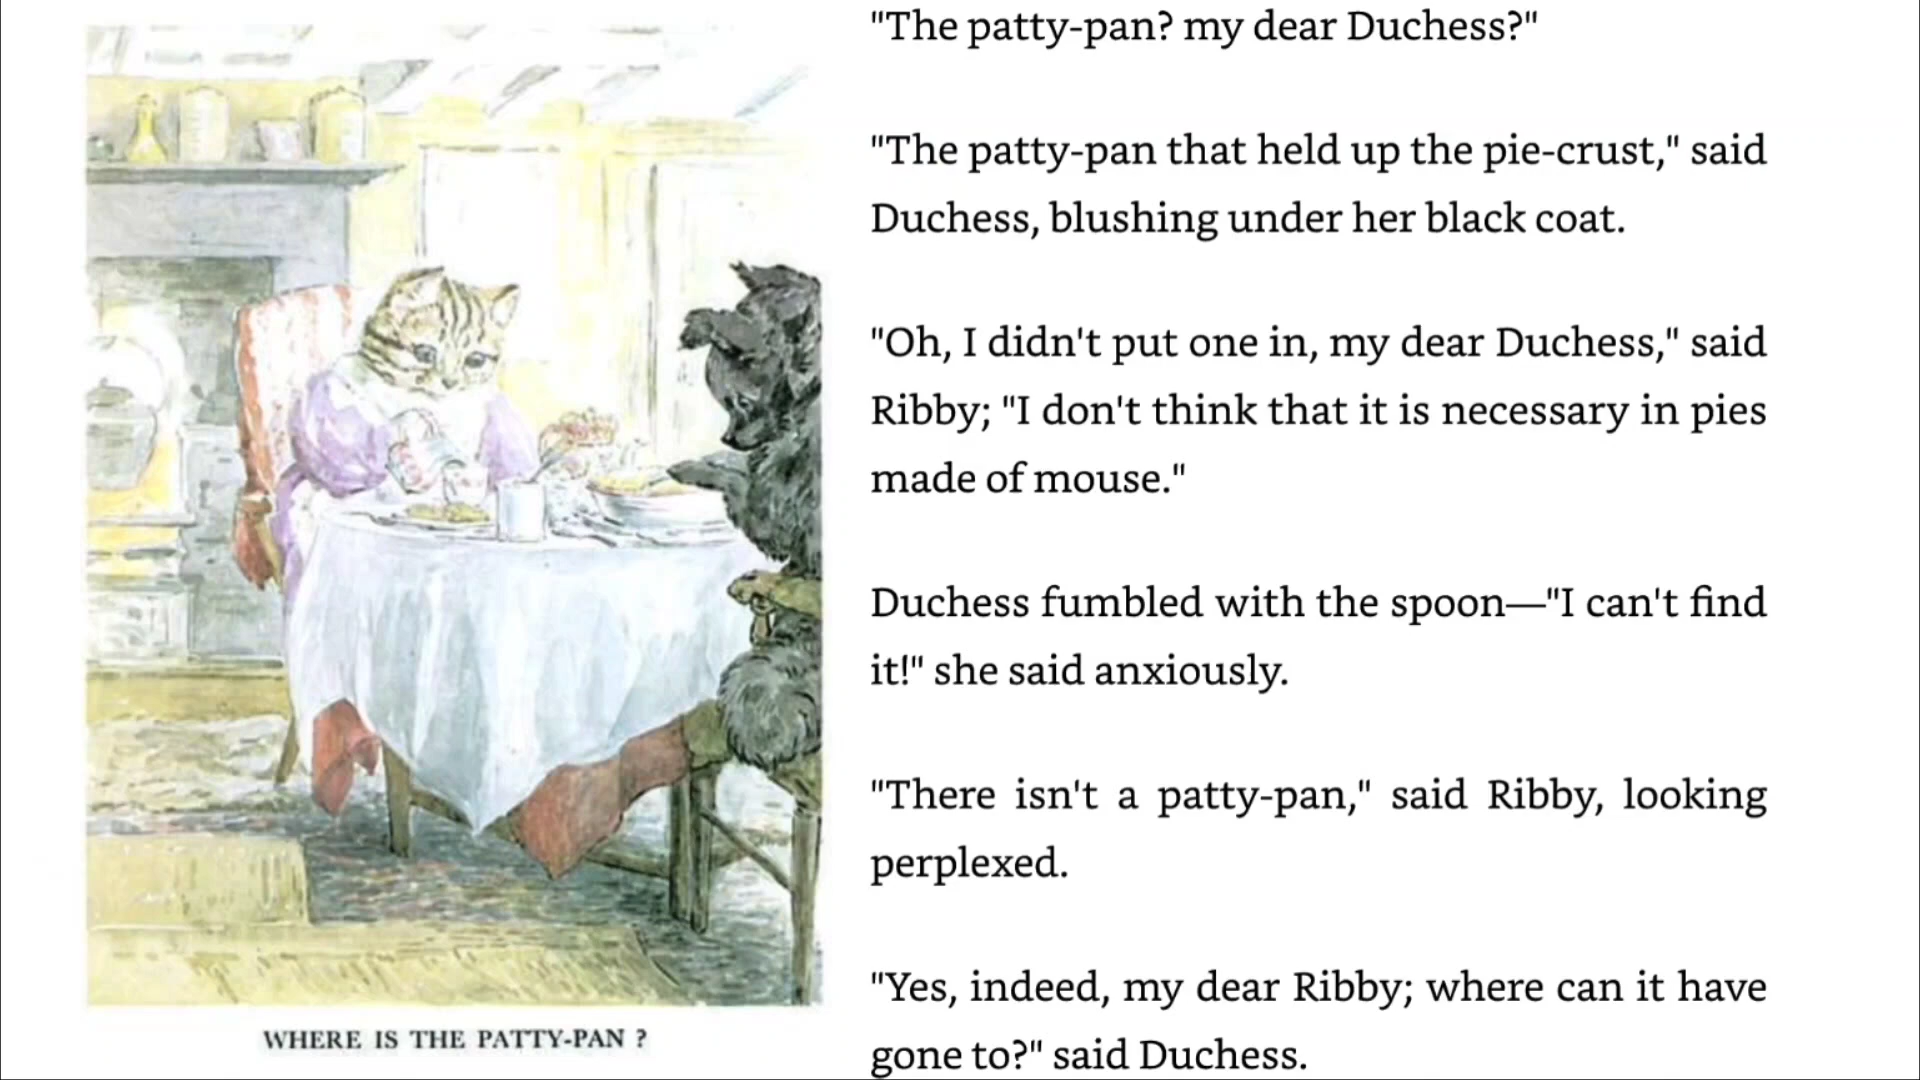 "The patty-pan? my dear Duchess?"
"The patty-pan that held up the pie-crust," said
Duchess, blushing under her black coat.
"Oh, I didn't put one in, my dear Duchess," said
Ribby; "I don't think that it is necessary in pies
made of mouse."
Duchess fumbled with the spoon—"I can't find
it!" she said anxiously.
"There isn't a patty-pan," said Ribby, looking
perplexed.
"Yes, indeed, my dear Ribby; where can it have
gone to?" said Duchess.
WHERE IS THE PATTY-PAN ?